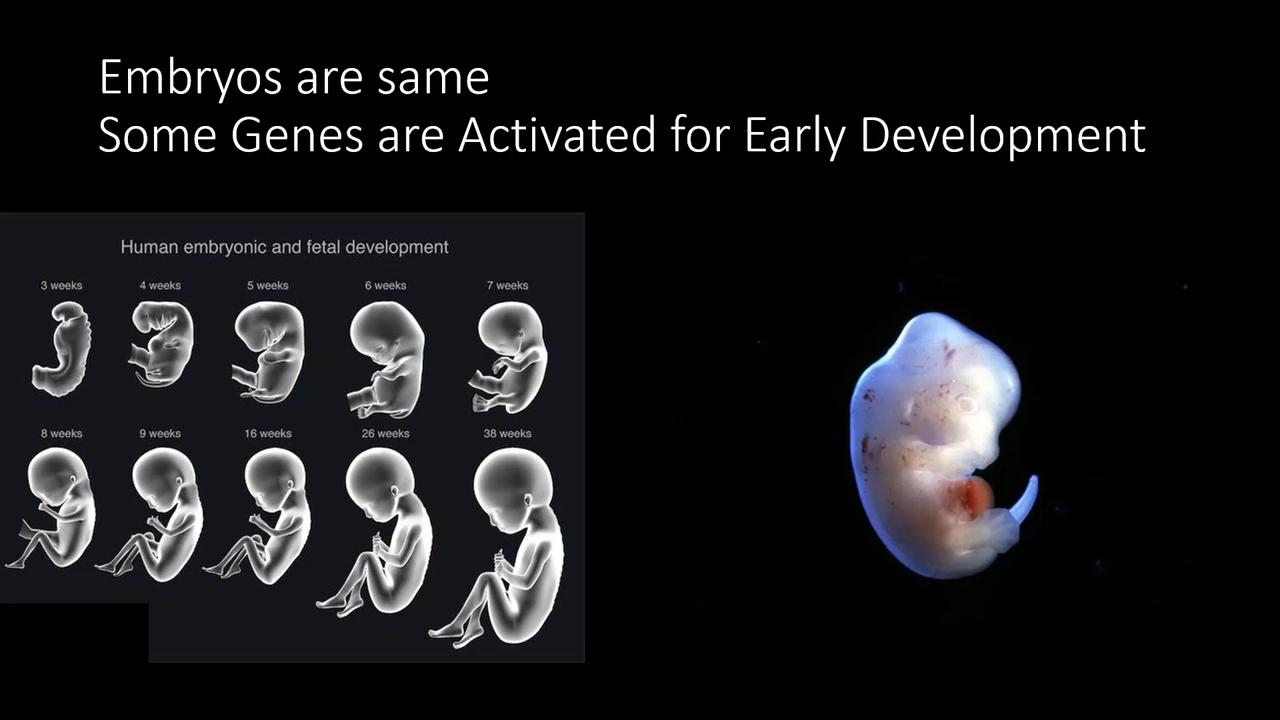 Embryos are same
Some Genes are Activated for Early Development
Human embryonic and fetal development
3 weeks 4 weeks 5 weeks 6 weeks 7 weeks
8 weeks 9 weeks 16 weeks 26 weeks 38 weeks